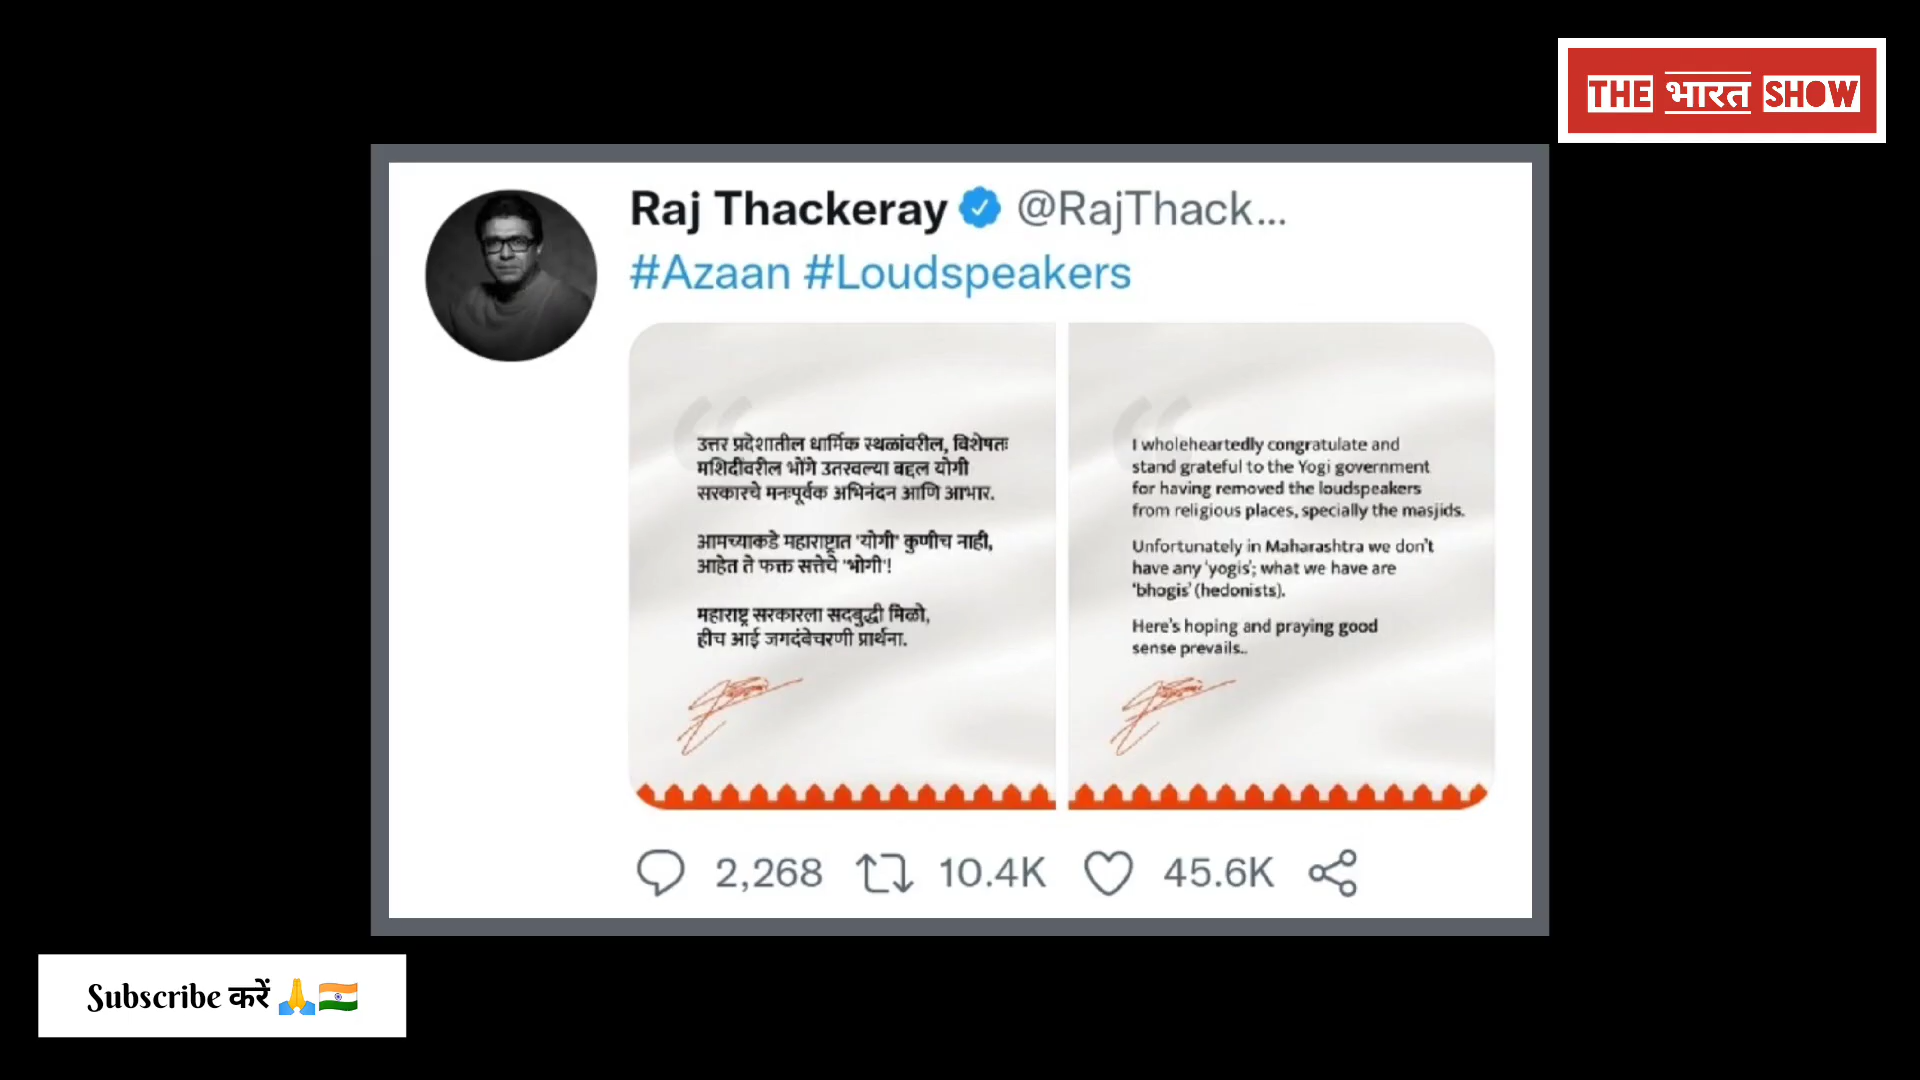 THE भारत SHOW
Raj Thackeray @RajThack...
#Azaan #Loudspeakers
उत्तर प्रदेशातील धार्मिक स्थळांवरील, विशेषतः
मशिदींवरील भोंगे उतरवल्या बद्दल योगी
सरकारचे मनःपूर्वक अभिनंदन आणि आभार.
आमच्याकडे महाराष्ट्रात 'योगी' कुणीच नाही,
आहेत ते फक्त सत्तेचे 'भोगी'!
महाराष्ट्र सरकारला सदबुद्धी मिळो,
हीच आई जगदंबेचरणी प्रार्थना.
I wholeheartedly congratulate and
stand grateful to the Yogi government
for having removed the loudspeakers
from religious places, specially the masjids.
Unfortunately in Maharashtra we don't
have any 'yogis'; what we have are
'bhogis' (hedonists).
Here's hoping and praying good
sense prevails..
2,268 10.4K 45.6K
Subscribe करें 🙏🇮🇳